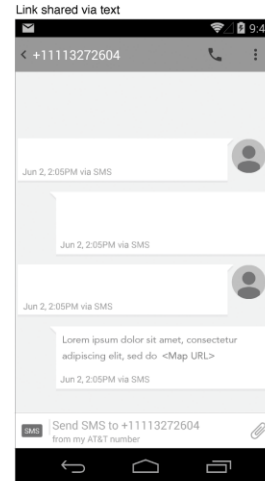 Link shared via text
9:4
< +11113272604
Jun 2, 2:05PM via SMS
Jun 2, 2:05PM via SMS
Jun 2, 2:05PM via SMS
Lorem ipsum dolor sit amet, consectetur
adipiscing elit, sed do <Map URL>
Jun 2, 2:05PM via SMS
SMS
Send SMS to +11113272604
from my AT&T number